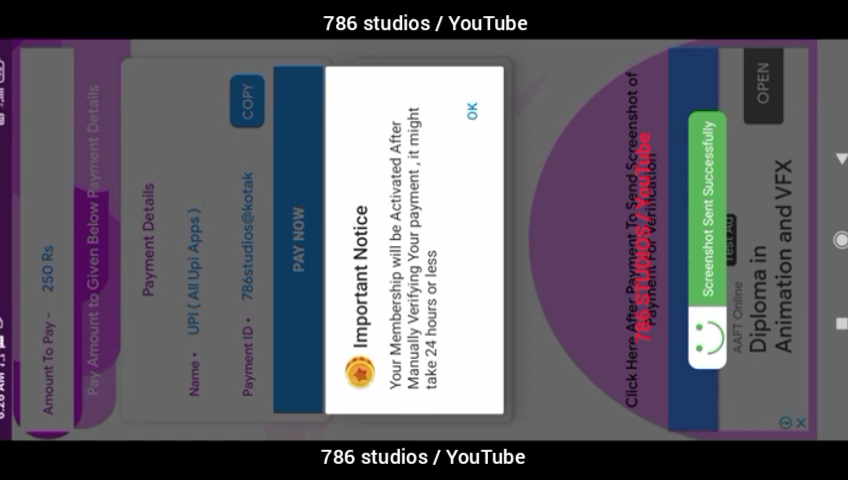 786 studios / YouTube
Amount To Pay - 250 Rs
Pay Amount to Given Below Payment Details
Payment Details
Name • UPI ( All Upi Apps )
Payment ID • 786studios@kotak
COPY
PAY NOW
Important Notice
Your Membership will be Activated After
Manually Verifying Your payment , it might
take 24 hours or less
OK
Click Here After Payment To Send Screenshot of
Payment For Verification
786 STUDIOS / YouTube
Screenshot Sent Successfully
Test Ad
AAFT Online
Diploma in
Animation and VFX
OPEN
786 studios / YouTube